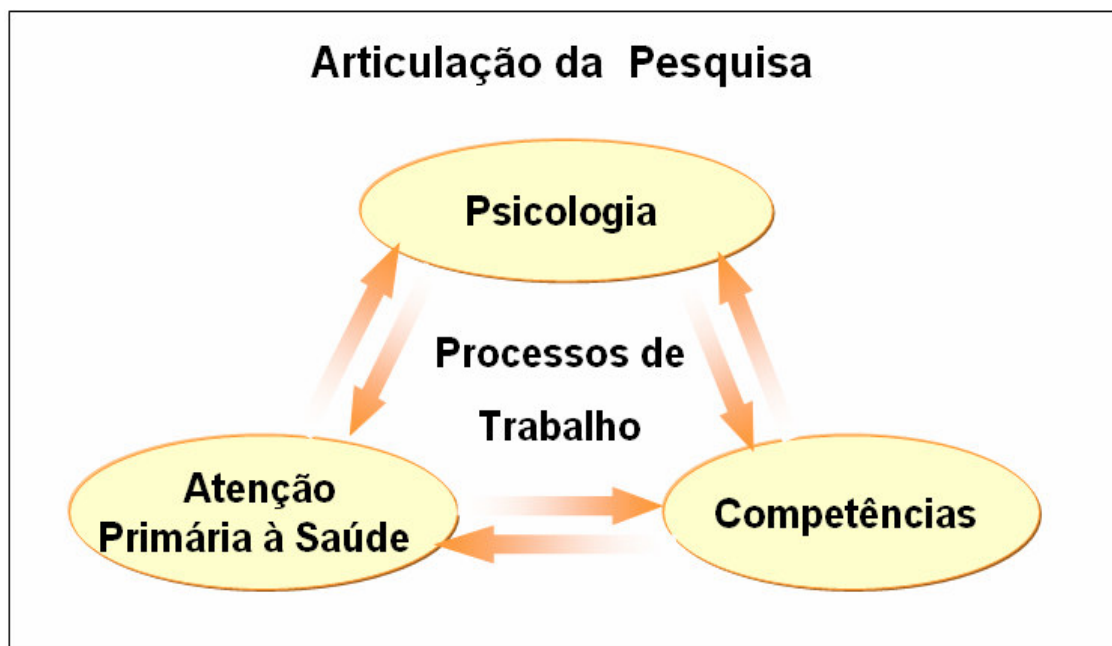 Articulação da Pesquisa
Psicologia
Processos de
Trabalho
Atenção
Primária à Saúde
Competências